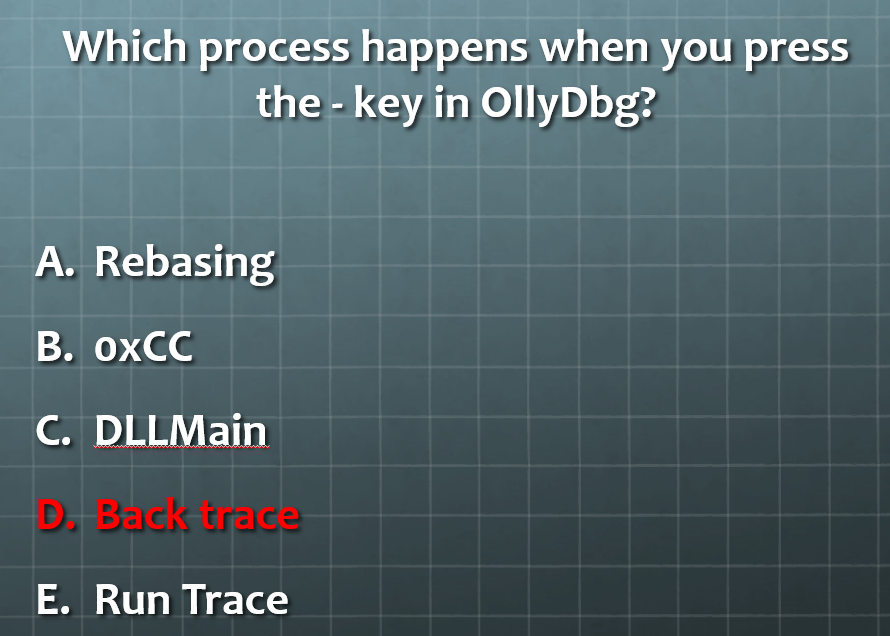 Which process happens when you press
the - key in OllyDbg?
A. Rebasing
B. 0xCC
C. DLLMain
D. Back trace
E. Run Trace